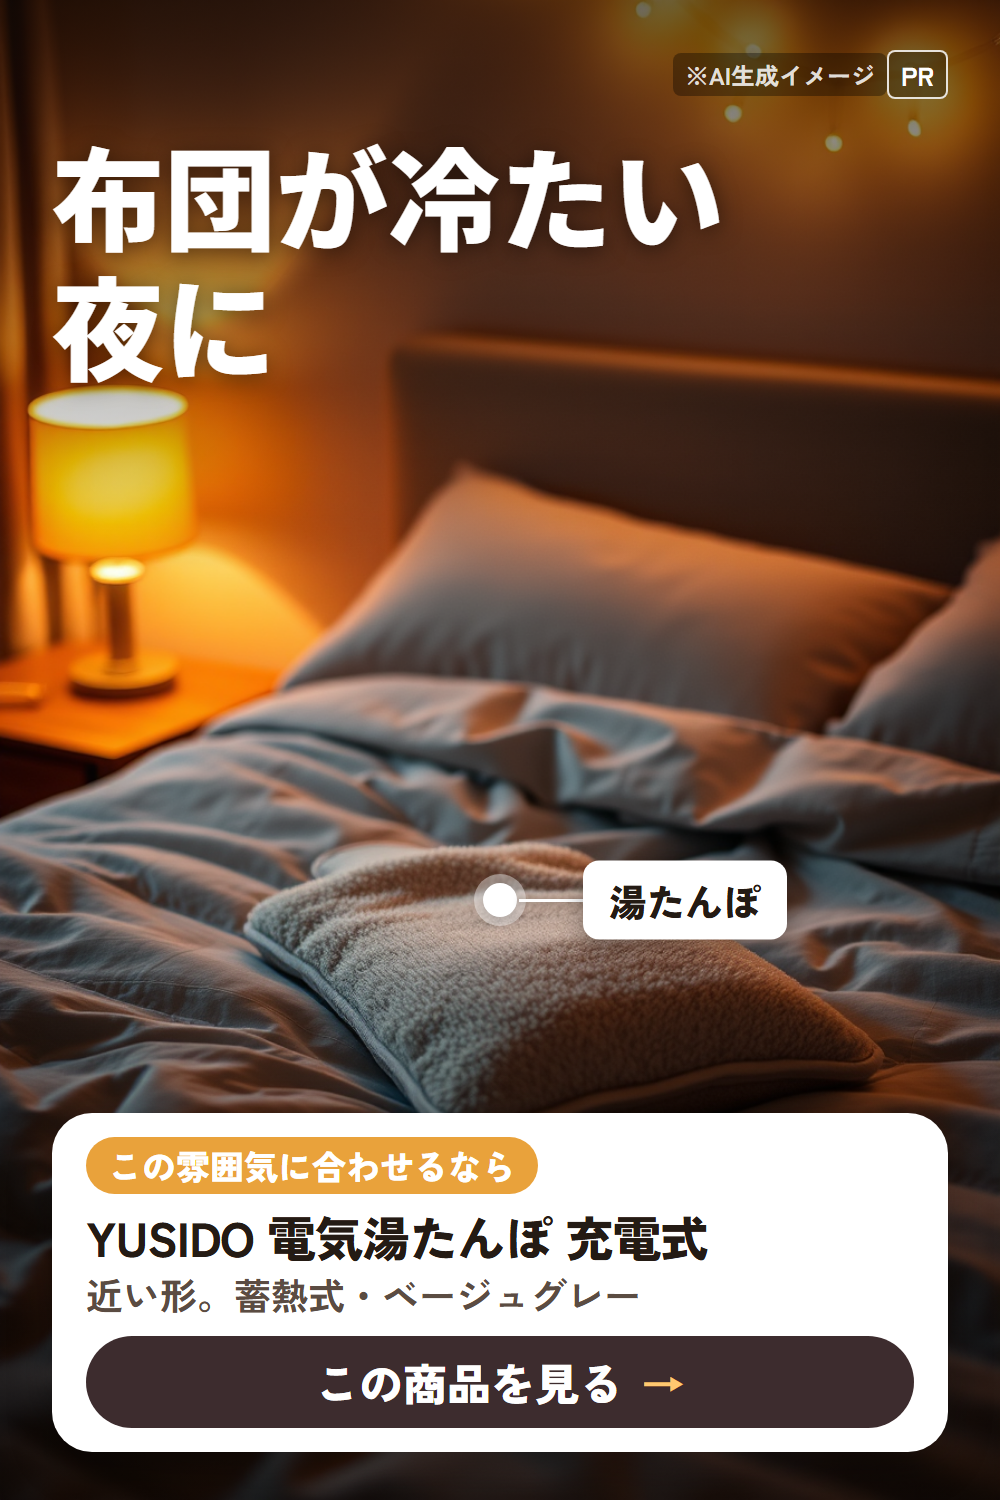 ※AI生成イメージ PR
布団が冷たい
夜に
湯たんぽ
この雰囲気に合わせるなら
YUSIDO 電気湯たんぽ 充電式
近い形。蓄熱式・ベージュグレー
この商品を見る →